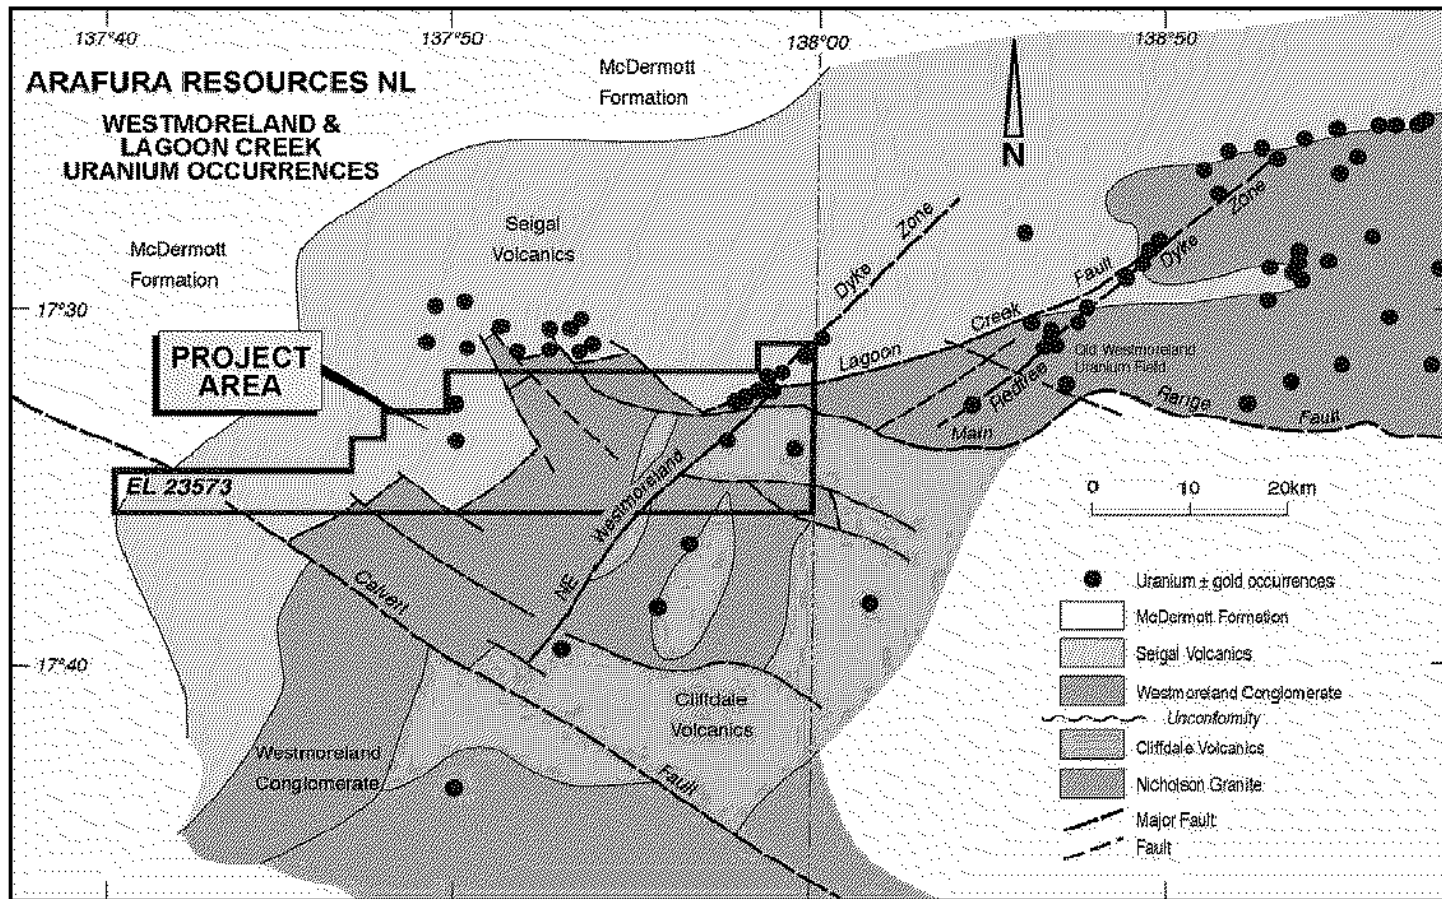 137°40
137°50
138°00
138°50
ARAFURA RESOURCES NL
WESTMORELAND &
LAGOON CREEK
URANIUM OCCURRENCES
McDermott
Formation
N
McDermott
Formation
Seigal
Volcanics
Dyke Zone
Zone
Dyke
Fault
Creek
Lagoon
17°30
PROJECT
AREA
Old Westmoreland
Uranium Field
Redtree
Main
Range
Fault
EL 23573
Westmoreland
NE
Calvert
Fault
0 10 20km
17°40
Cliffdale
Volcanics
Westmoreland
Conglomerate
Uranium ± gold occurrences
McDermott Formation
Seigal Volcanics
Westmoreland Conglomerate
Unconformity
Cliffdale Volcanics
Nicholson Granite
Major Fault
Fault